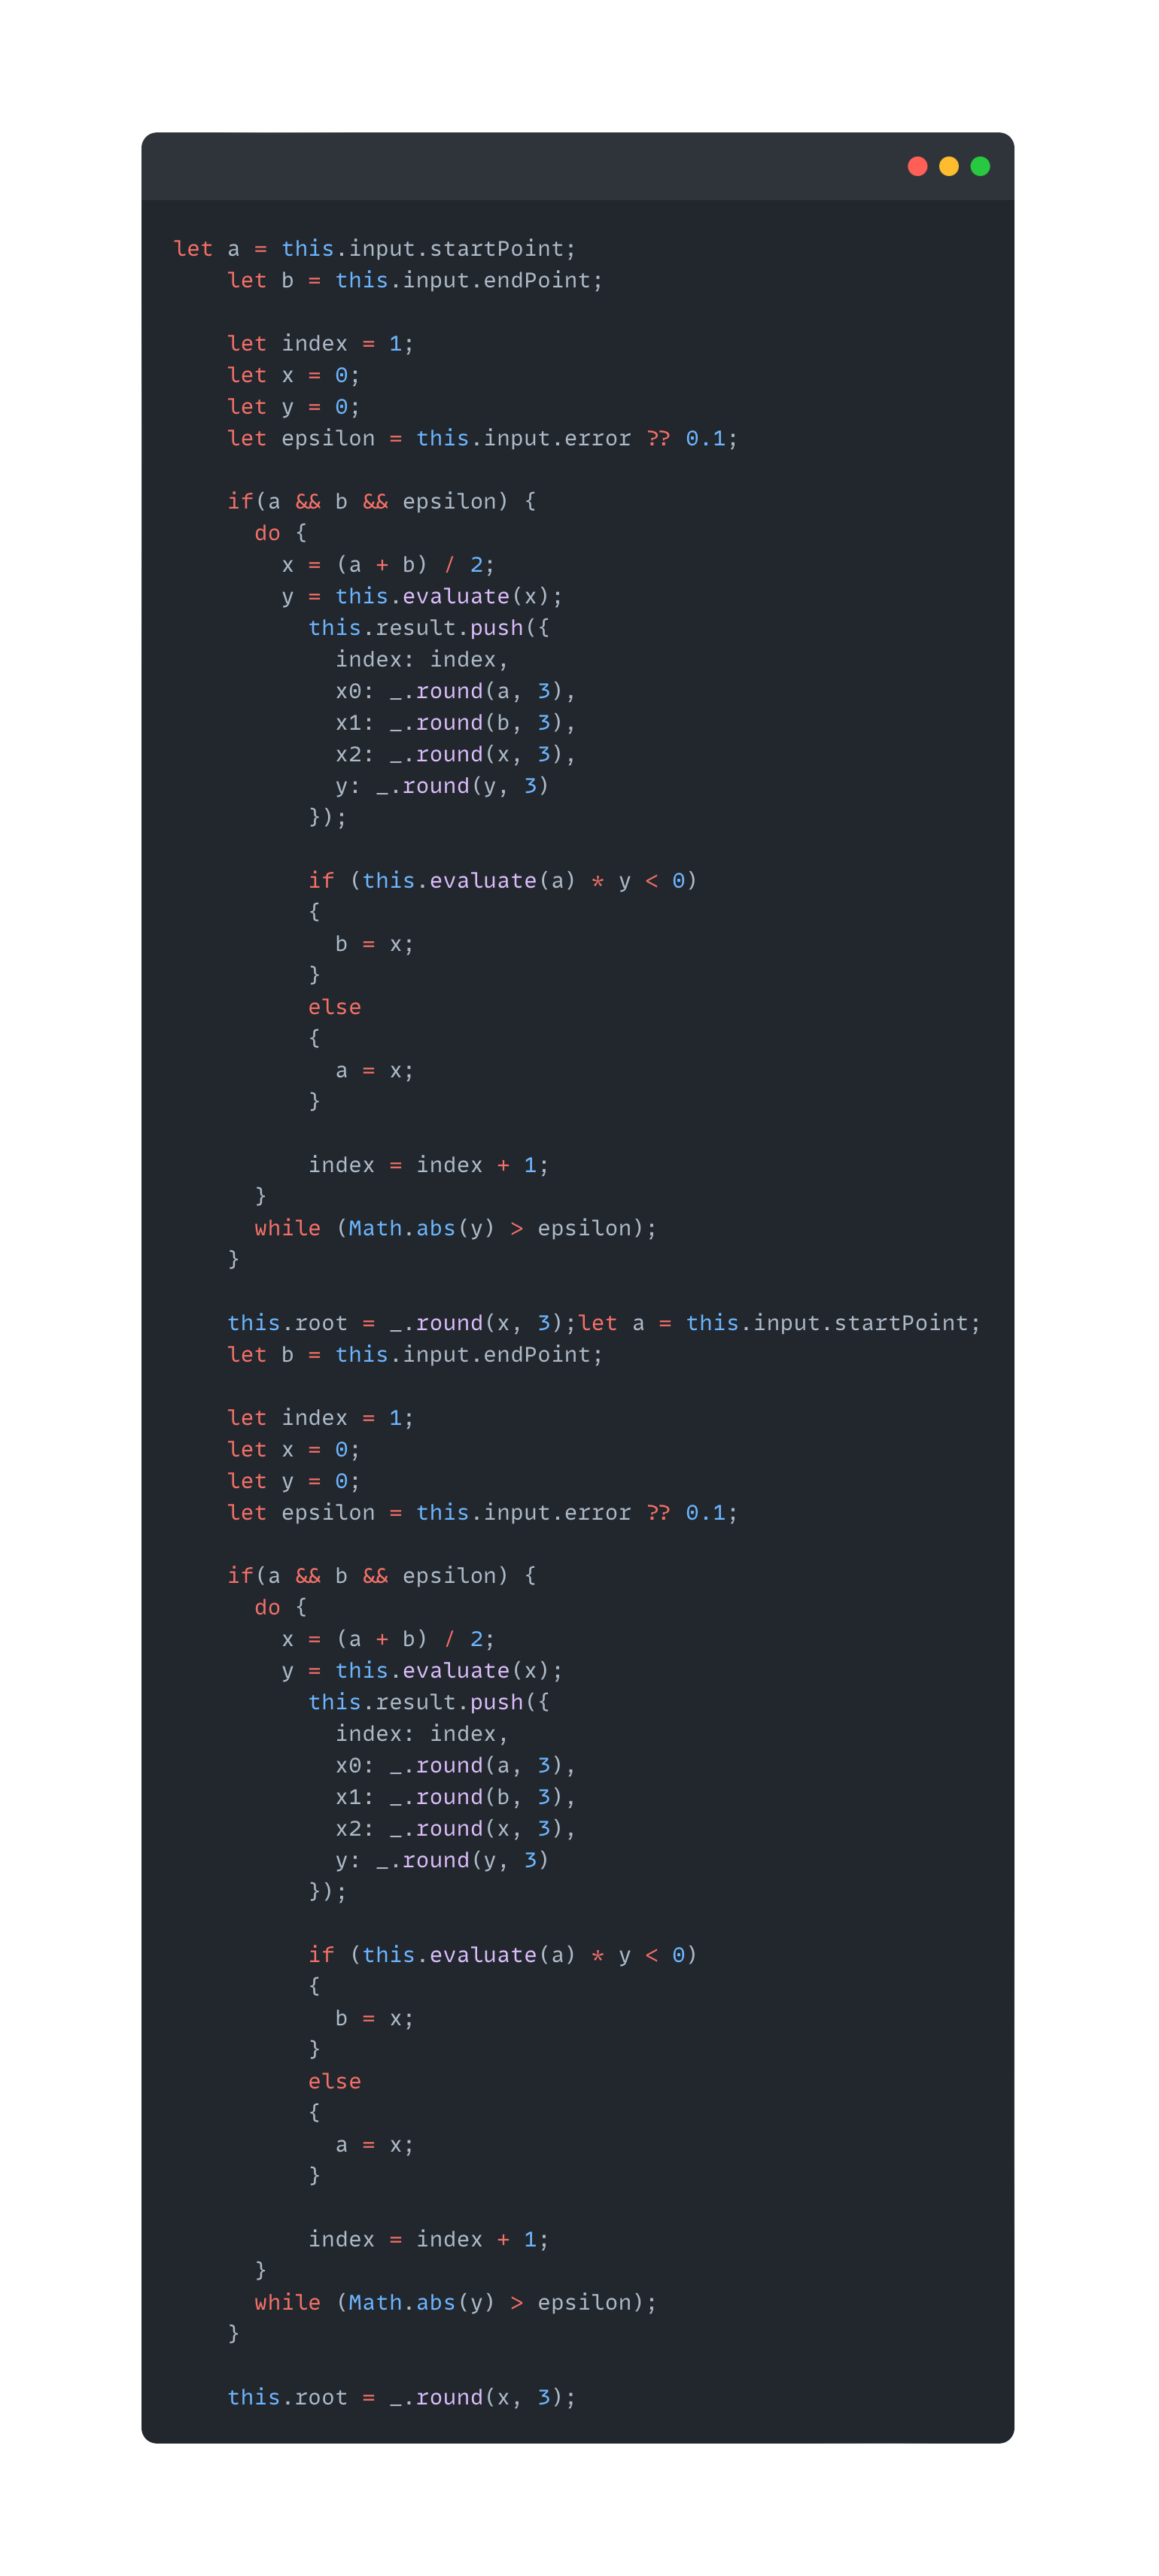 let a = this.input.startPoint;
    let b = this.input.endPoint;

    let index = 1;
    let x = 0;
    let y = 0;
    let epsilon = this.input.error ?? 0.1;

    if(a && b && epsilon) {
      do {
        x = (a + b) / 2;
        y = this.evaluate(x);
          this.result.push({
            index: index,
            x0: _.round(a, 3),
            x1: _.round(b, 3),
            x2: _.round(x, 3),
            y: _.round(y, 3)
          });

          if (this.evaluate(a) * y < 0)
          {
            b = x;
          }
          else
          {
            a = x;
          }

          index = index + 1;
      }
      while (Math.abs(y) > epsilon);
    }

    this.root = _.round(x, 3);let a = this.input.startPoint;
    let b = this.input.endPoint;

    let index = 1;
    let x = 0;
    let y = 0;
    let epsilon = this.input.error ?? 0.1;

    if(a && b && epsilon) {
      do {
        x = (a + b) / 2;
        y = this.evaluate(x);
          this.result.push({
            index: index,
            x0: _.round(a, 3),
            x1: _.round(b, 3),
            x2: _.round(x, 3),
            y: _.round(y, 3)
          });

          if (this.evaluate(a) * y < 0)
          {
            b = x;
          }
          else
          {
            a = x;
          }

          index = index + 1;
      }
      while (Math.abs(y) > epsilon);
    }

    this.root = _.round(x, 3);